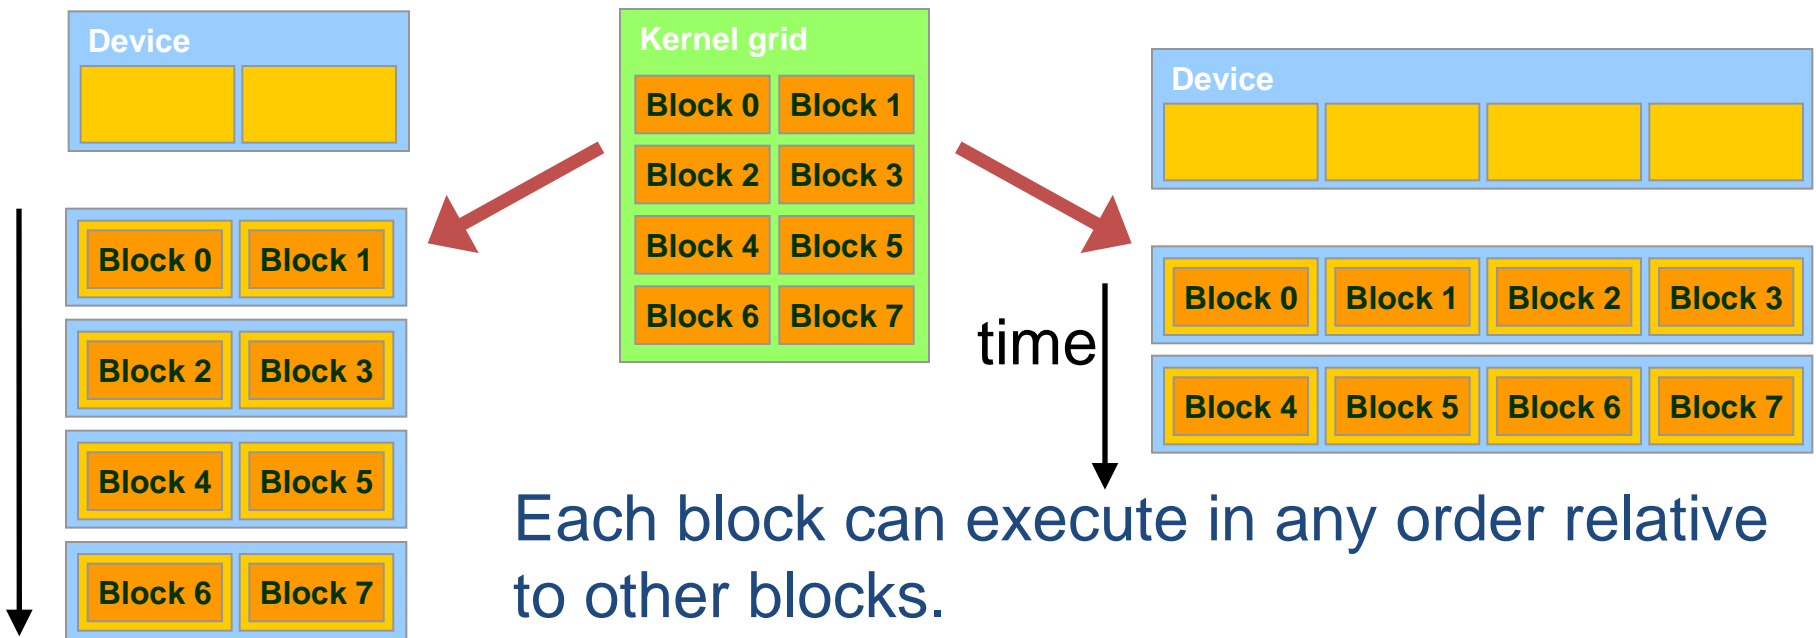 Device
Block 0 Block 1
Block 2 Block 3
Block 4 Block 5
Block 6 Block 7
Kernel grid
Block 0 Block 1
Block 2 Block 3
Block 4 Block 5
Block 6 Block 7
Device
time
Block 0 Block 1 Block 2 Block 3
Block 4 Block 5 Block 6 Block 7
Each block can execute in any order relative
to other blocks.